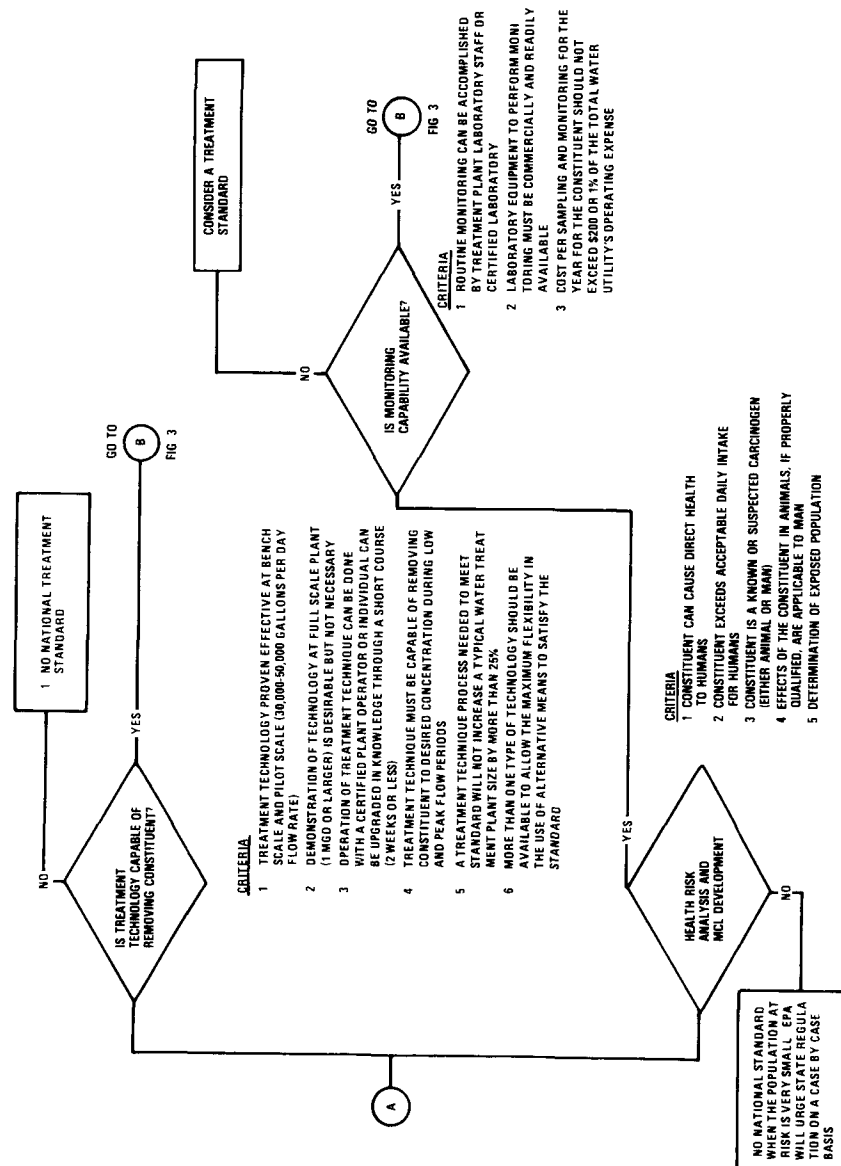 A
IS TREATMENT
TECHNOLOGY CAPABLE OF
REMOVING CONSTITUENT?
NO
1 NO NATIONAL TREATMENT
STANDARD
YES
GO TO
B
FIG 3
CRITERIA
1 TREATMENT TECHNOLOGY PROVEN EFFECTIVE AT BENCH
SCALE AND PILOT SCALE (30,000-50,000 GALLONS PER DAY
FLOW RATE)
2 DEMONSTRATION OF TECHNOLOGY AT FULL SCALE PLANT
(1 MGD OR LARGER) IS DESIRABLE BUT NOT NECESSARY
3 OPERATION OF TREATMENT TECHNIQUE CAN BE DONE
WITH A CERTIFIED PLANT OPERATOR OR INDIVIDUAL CAN
BE UPGRADED IN KNOWLEDGE THROUGH A SHORT COURSE
(2 WEEKS OR LESS)
4 TREATMENT TECHNIQUE MUST BE CAPABLE OF REMOVING
CONSTITUENT TO DESIRED CONCENTRATION DURING LOW
AND PEAK FLOW PERIODS
5 A TREATMENT TECHNIQUE PROCESS NEEDED TO MEET
STANDARD WILL NOT INCREASE A TYPICAL WATER TREAT
MENT PLANT SIZE BY MORE THAN 25%
6 MORE THAN ONE TYPE OF TECHNOLOGY SHOULD BE
AVAILABLE TO ALLOW THE MAXIMUM FLEXIBILITY IN
THE USE OF ALTERNATIVE MEANS TO SATISFY THE
STANDARD
HEALTH RISK
ANALYSIS AND
MCL DEVELOPMENT
YES
NO
NO NATIONAL STANDARD
WHEN THE POPULATION AT
RISK IS VERY SMALL EPA
WILL URGE STATE REGULA
TION ON A CASE BY CASE
BASIS
CRITERIA
1 CONSTITUENT CAN CAUSE DIRECT HEALTH
TO HUMANS
2 CONSTITUENT EXCEEDS ACCEPTABLE DAILY INTAKE
FOR HUMANS
3 CONSTITUENT IS A KNOWN OR SUSPECTED CARCINOGEN
(EITHER ANIMAL OR MAN)
4 EFFECTS OF THE CONSTITUENT IN ANIMALS, IF PROPERLY
QUALIFIED, ARE APPLICABLE TO MAN
5 DETERMINATION OF EXPOSED POPULATION
IS MONITORING
CAPABILITY AVAILABLE?
NO
CONSIDER A TREATMENT
STANDARD
YES
GO TO
B
FIG 3
CRITERIA
1 ROUTINE MONITORING CAN BE ACCOMPLISHED
BY TREATMENT PLANT LABORATORY STAFF OR
CERTIFIED LABORATORY
2 LABORATORY EQUIPMENT TO PERFORM MONI
TORING MUST BE COMMERCIALLY AND READILY
AVAILABLE
3 COST PER SAMPLING AND MONITORING FOR THE
YEAR FOR THE CONSTITUENT SHOULD NOT
EXCEED $200 OR 1% OF THE TOTAL WATER
UTILITY'S OPERATING EXPENSE